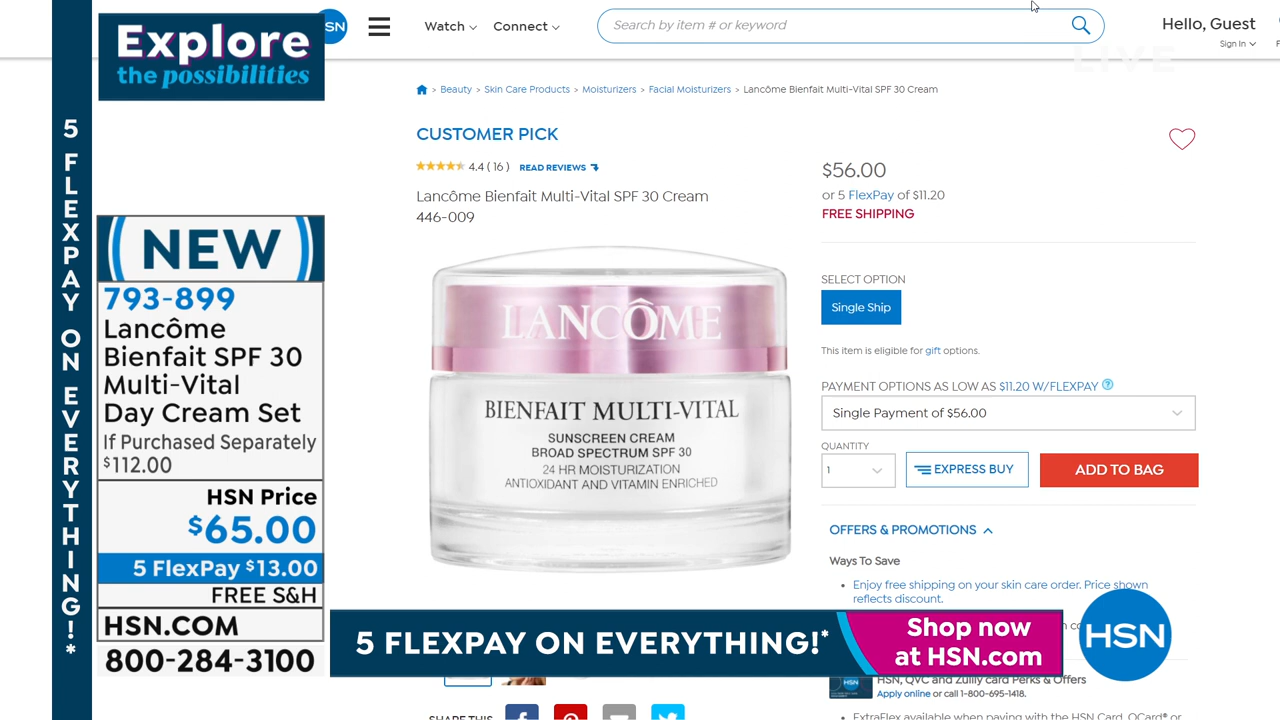 Explore
the possibilities
5 FLEXPAY ON EVERYTHING!*
(NEW)
793-899
Lancôme
Bienfait SPF 30
Multi-Vital
Day Cream Set
If Purchased Separately
$112.00
HSN Price
$65.00
5 FlexPay $13.00
FREE S&H
HSN.COM
800-284-3100
SN
Watch
Connect
Search by item # or keyword
Hello, Guest
Sign In
LIVE
> Beauty > Skin Care Products > Moisturizers > Facial Moisturizers > Lancôme Bienfait Multi-Vital SPF 30 Cream
CUSTOMER PICK
4.4 ( 16 ) READ REVIEWS
Lancôme Bienfait Multi-Vital SPF 30 Cream
446-009
LANCÔME
BIENFAIT MULTI-VITAL
SUNSCREEN CREAM
BROAD SPECTRUM SPF 30
24 HR MOISTURIZATION
ANTIOXIDANT AND VITAMIN ENRICHED
$56.00
or 5 FlexPay of $11.20
FREE SHIPPING
SELECT OPTION
Single Ship
This item is eligible for gift options.
PAYMENT OPTIONS AS LOW AS $11.20 W/FLEXPAY ?
Single Payment of $56.00
QUANTITY
1
EXPRESS BUY
ADD TO BAG
OFFERS & PROMOTIONS
Ways To Save
• Enjoy free shipping on your skin care order. Price shown
reflects discount.
5 FLEXPAY ON EVERYTHING!*
Shop now
at HSN.com
HSN
HSN, QVC and Zulily card Perks & Offers
Apply online or call 1-800-695-1418.
• ExtraFlex available when paying with the HSN Card, QCard® or
SHARE THIS